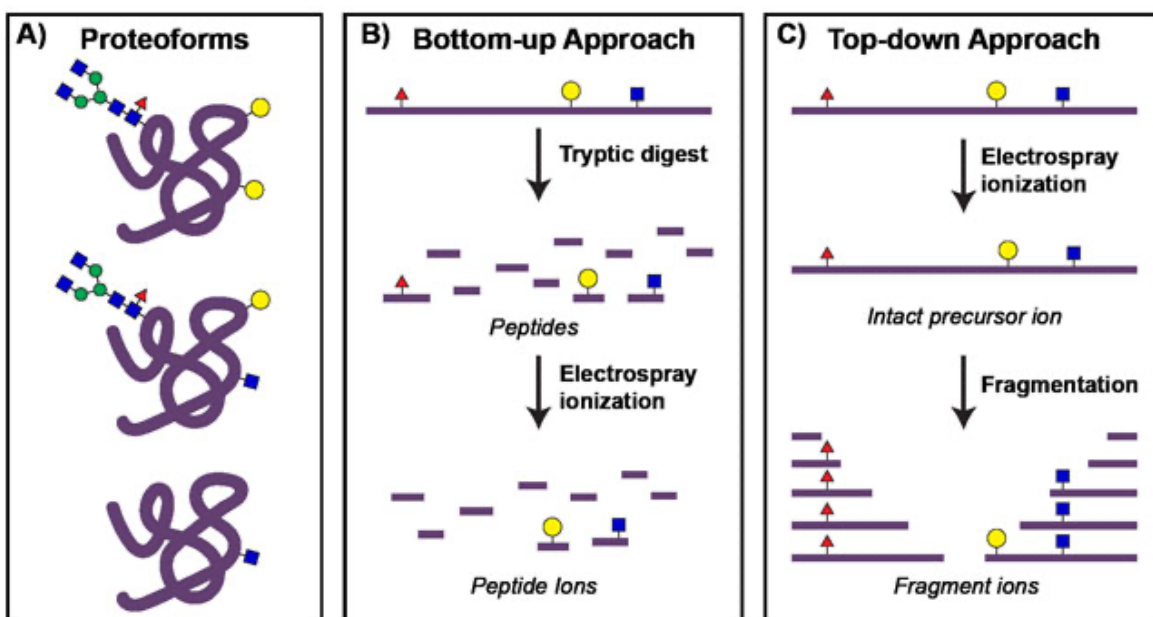 A) Proteoforms
B) Bottom-up Approach
Tryptic digest
Peptides
Electrospray
ionization
Peptide Ions
C) Top-down Approach
Electrospray
ionization
Intact precursor ion
Fragmentation
Fragment ions